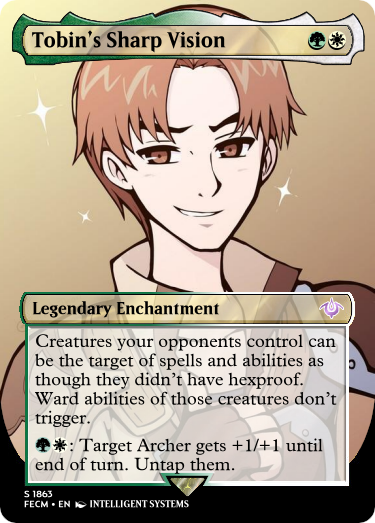 Tobin's Sharp Vision
Legendary Enchantment
Creatures your opponents control can
be the target of spells and abilities as
though they didn't have hexproof.
Ward abilities of those creatures don't
trigger.
: Target Archer gets +1/+1 until
end of turn. Untap them.
S 1863
FECM • EN INTELLIGENT SYSTEMS